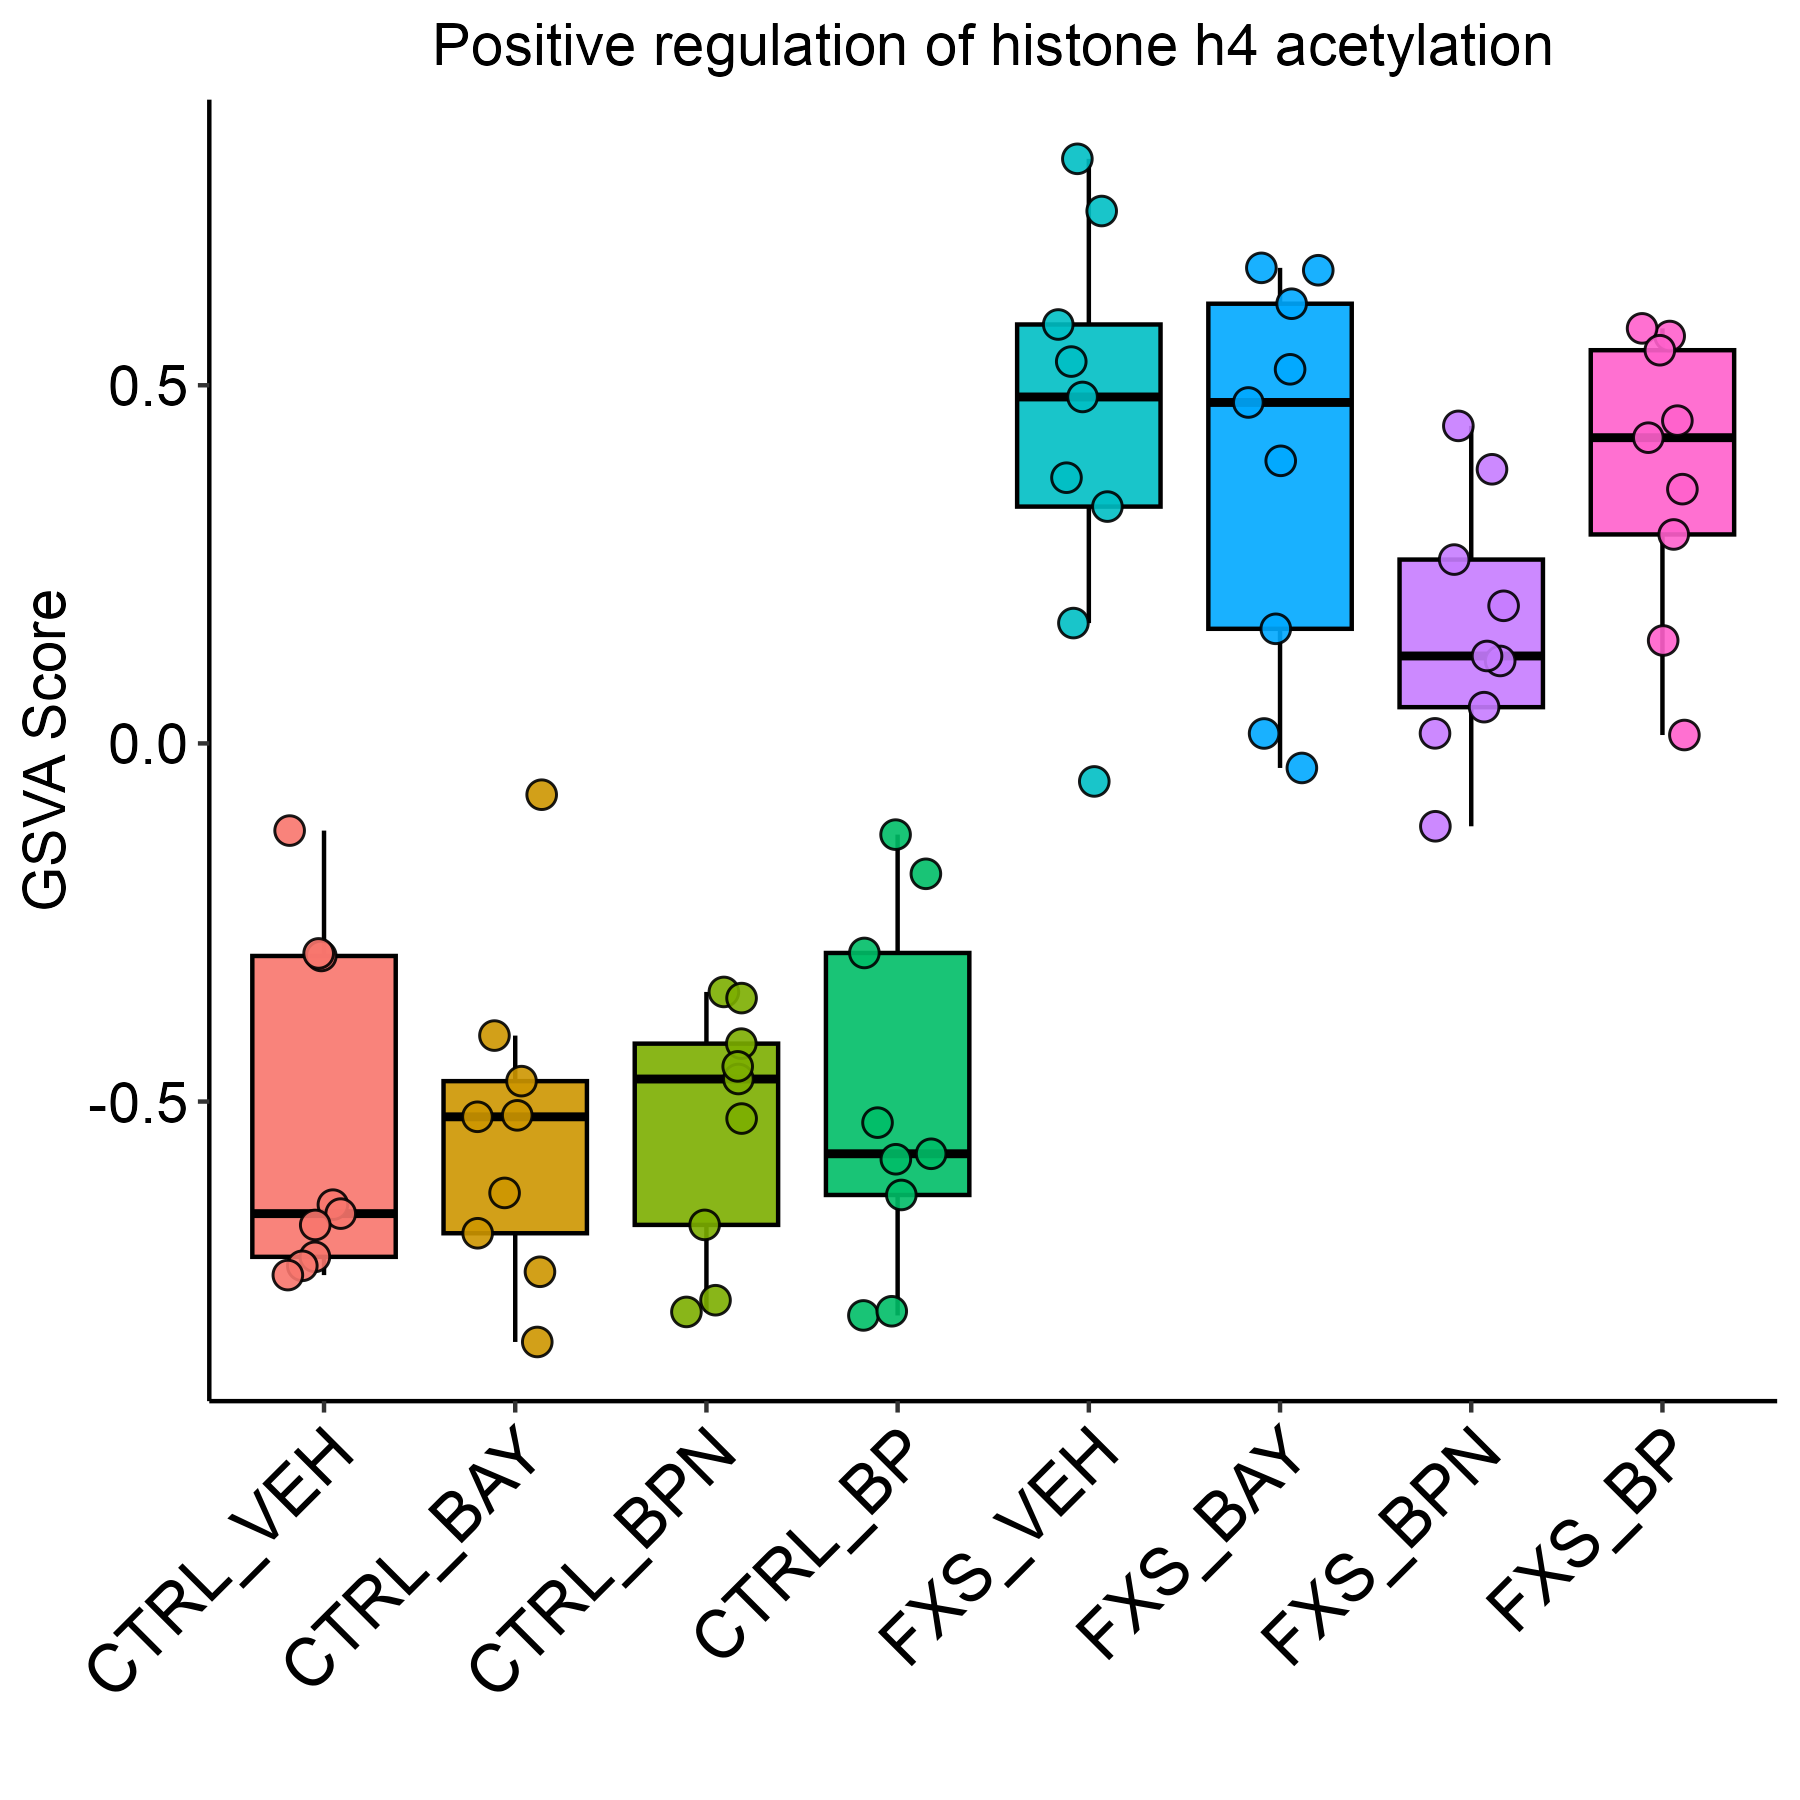 Positive regulation of histone h4 acetylation
GSVA Score
0.5
0.0
-0.5
CTRL_VEH
CTRL_BAY
CTRL_BPN
CTRL_BP
FXS_VEH
FXS_BAY
FXS_BPN
FXS_BP